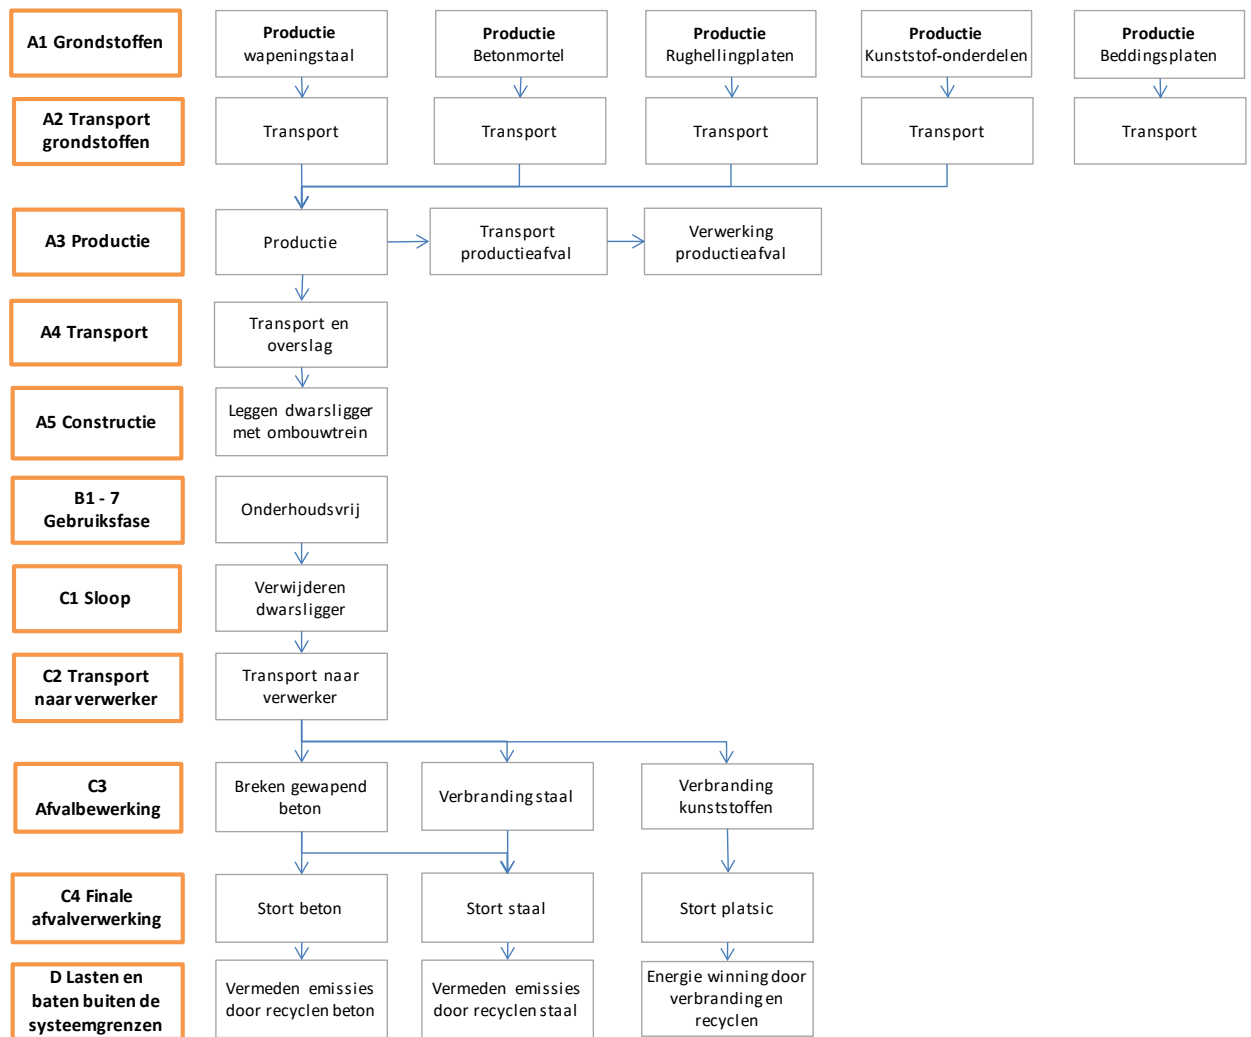 A1 Grondstoffen
Productie
wapeningstaal
Productie
Betonmortel
Productie
Rughellingplaten
Productie
Kunststof-onderdelen
Productie
Beddingsplaten
A2 Transport
grondstoffen
Transport
Transport
Transport
Transport
Transport
A3 Productie
Productie
Transport
productieafval
Verwerking
productieafval
A4 Transport
Transport en
overslag
A5 Constructie
Leggen dwarsligger
met ombouwtrein
B1 - 7
Gebruiksfase
Onderhoudsvrij
C1 Sloop
Verwijderen
dwarsligger
C2 Transport
naar verwerker
Transport naar
verwerker
C3
Afvalbewerking
Breken gewapend
beton
Verbranding staal
Verbranding
kunststoffen
C4 Finale
afvalverwerking
Stort beton
Stort staal
Stort platsic
D Lasten en
baten buiten de
systeemgrenzen
Vermeden emissies
door recyclen beton
Vermeden emissies
door recyclen staal
Energie winning door
verbranding en
recyclen